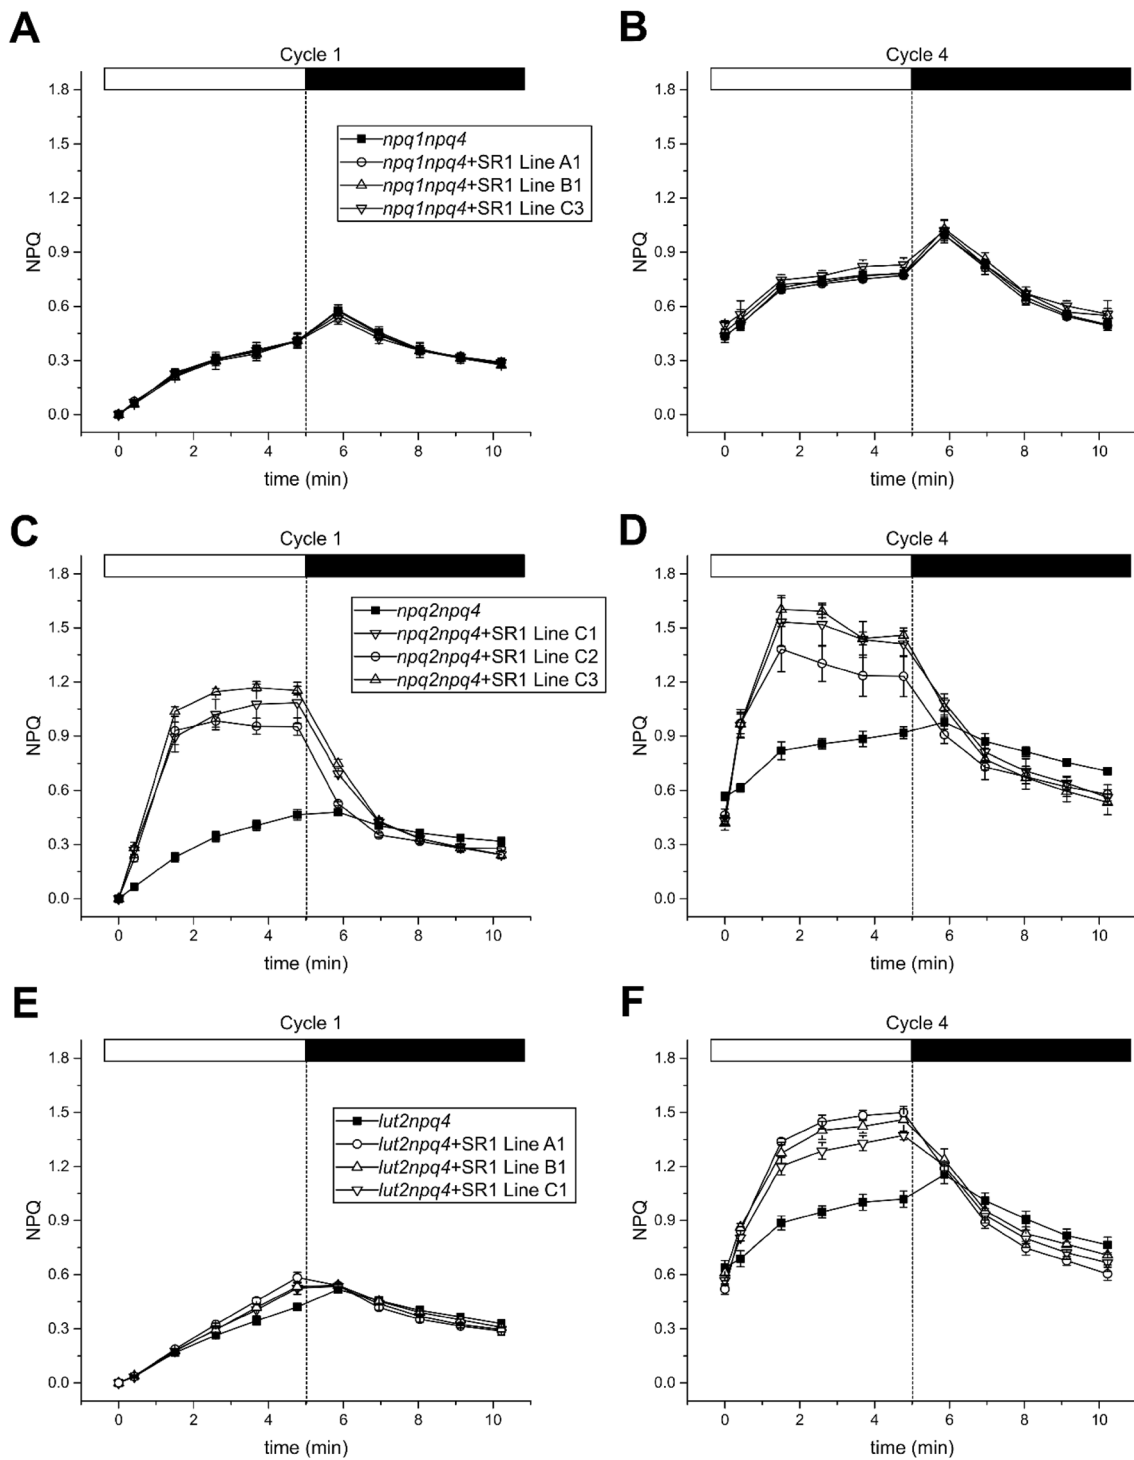 A
Cycle 1
1.8
1.5
1.2
0.9
0.6
0.3
0.0
NPQ
npq1npq4
npq1npq4+SR1 Line A1
npq1npq4+SR1 Line B1
npq1npq4+SR1 Line C3
0 2 4 6 8 10
time (min)
B
Cycle 4
1.8
1.5
1.2
0.9
0.6
0.3
0.0
NPQ
0 2 4 6 8 10
time (min)
C
Cycle 1
1.8
1.5
1.2
0.9
0.6
0.3
0.0
NPQ
npq2npq4
npq2npq4+SR1 Line C1
npq2npq4+SR1 Line C2
npq2npq4+SR1 Line C3
0 2 4 6 8 10
time (min)
D
Cycle 4
1.8
1.5
1.2
0.9
0.6
0.3
0.0
NPQ
0 2 4 6 8 10
time (min)
E
Cycle 1
1.8
1.5
1.2
0.9
0.6
0.3
0.0
NPQ
lut2npq4
lut2npq4+SR1 Line A1
lut2npq4+SR1 Line B1
lut2npq4+SR1 Line C1
0 2 4 6 8 10
time (min)
F
Cycle 4
1.8
1.5
1.2
0.9
0.6
0.3
0.0
NPQ
0 2 4 6 8 10
time (min)